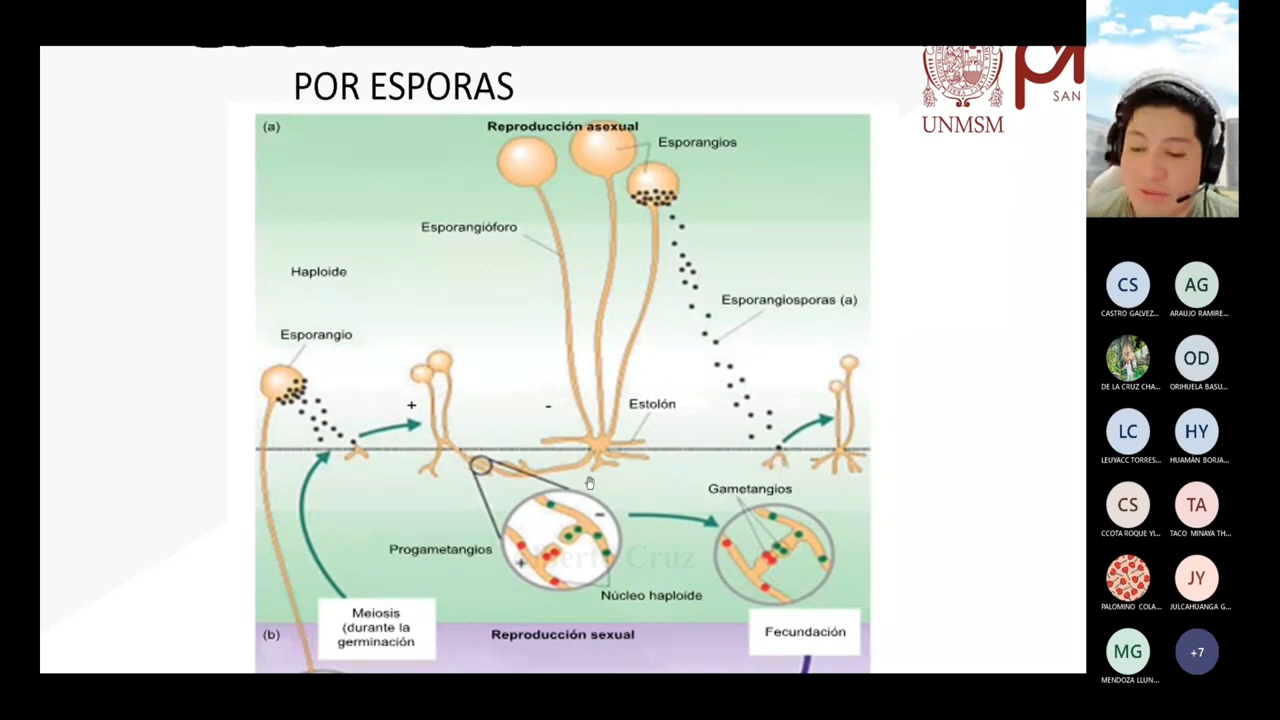 POR ESPORAS
UNMSM
SAN
(a)
Reproducción asexual
Esporangios
Esporangióforo
Haploide
Esporangiosporas (a)
Esporangio
+
-
Estolón
Gametangios
Progametangios
−
+
Núcleo haploide
Meiosis
(durante la
germinación
Fecundación
(b)
Reproducción sexual
CS
AG
CASTRO GALVEZ...
ARAUJO RAMIRE...
OD
DE LA CRUZ CHA...
ORIHUELA BASU...
LC
HY
LEUYACC TORRES...
HUAMÁN BORJA...
CS
TA
CCOTA ROQUE YI...
TACO MINAYA TH...
JY
PALOMINO COLA...
JULCAHUANGA G...
MG
+7
MENDOZA LLUN...